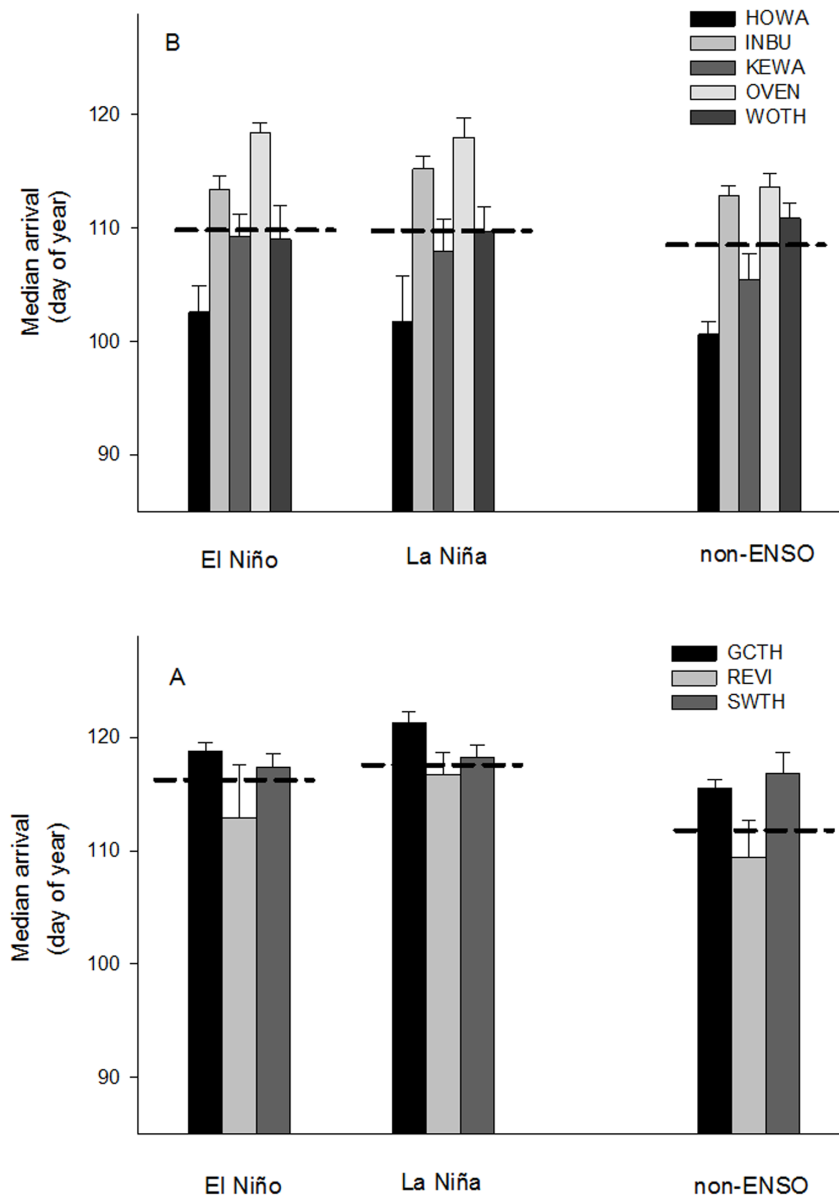 B
HOWA
INBU
KEWA
OVEN
WOTH
Median arrival
(day of year)
120
110
100
90
El Niño
La Niña
non-ENSO
A
GCTH
REVI
SWTH
Median arrival
(day of year)
120
110
100
90
El Niño
La Niña
non-ENSO